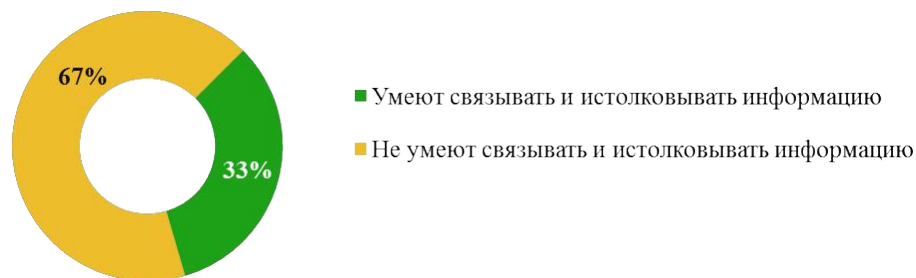 67%
Умеют связывать и истолковывать информацию
Не умеют связывать и истолковывать информацию
33%